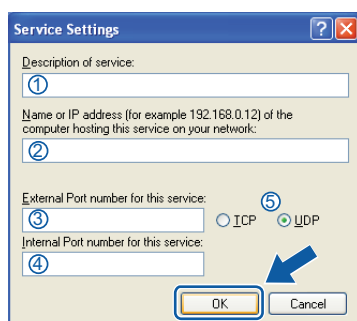 Service Settings
Description of service:
①
Name or IP address (for example 192.168.0.12) of the
computer hosting this service on your network:
②
External Port number for this service:
⑤
③
TCP
UDP
Internal Port number for this service:
④
OK
Cancel